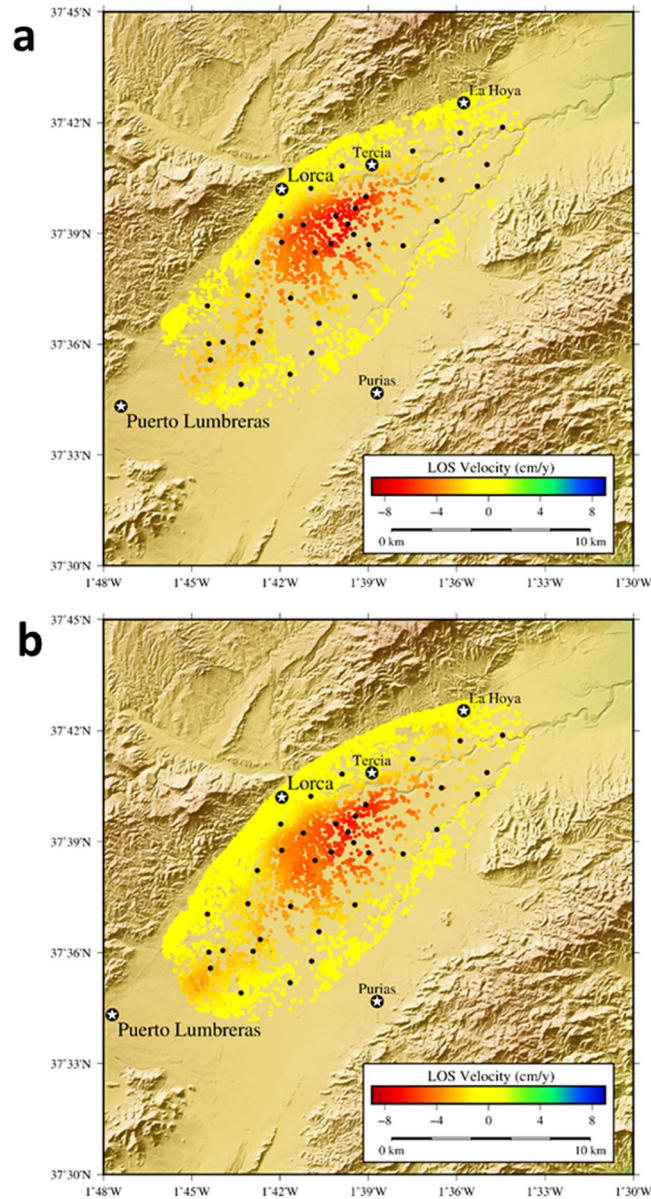 a
37°45'N
La Hoya
37°42'N
Tercia
Lorca
37°39'N
37°36'N
Purias
Puerto Lumbreras
37°33'N
LOS Velocity (cm/y)
-8 -4 0 4 8
0 km 10 km
37°30'N
1°48'W 1°45'W 1°42'W 1°39'W 1°36'W 1°33'W 1°30'W
b
37°45'N
La Hoya
37°42'N
Tercia
Lorca
37°39'N
37°36'N
Purias
Puerto Lumbreras
37°33'N
LOS Velocity (cm/y)
-8 -4 0 4 8
0 km 10 km
37°30'N
1°48'W 1°45'W 1°42'W 1°39'W 1°36'W 1°33'W 1°30'W